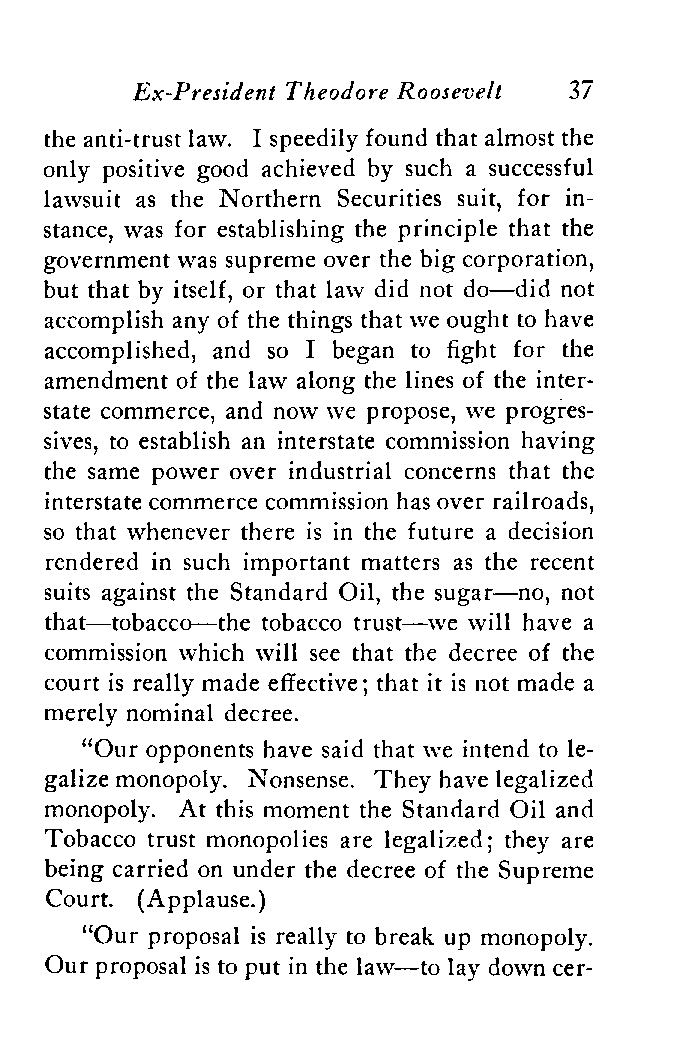 Ex-President Theodore Roosevelt 37
the anti-trust law. I speedily found that almost the
only positive good achieved by such a successful
lawsuit as the Northern Securities suit, for in-
stance, was for establishing the principle that the
government was supreme over the big corporation,
but that by itself, or that law did not do—did not
accomplish any of the things that we ought to have
accomplished, and so I began to fight for the
amendment of the law along the lines of the inter-
state commerce, and now we propose, we progres-
sives, to establish an interstate commission having
the same power over industrial concerns that the
interstate commerce commission has over railroads,
so that whenever there is in the future a decision
rendered in such important matters as the recent
suits against the Standard Oil, the sugar—no, not
that—tobacco—the tobacco trust—we will have a
commission which will see that the decree of the
court is really made effective; that it is not made a
merely nominal decree.
“Our opponents have said that we intend to le-
galize monopoly. Nonsense. They have legalized
monopoly. At this moment the Standard Oil and
Tobacco trust monopolies are legalized; they are
being carried on under the decree of the Supreme
Court. (Applause.)
“Our proposal is really to break up monopoly.
Our proposal is to put in the law—to lay down cer-